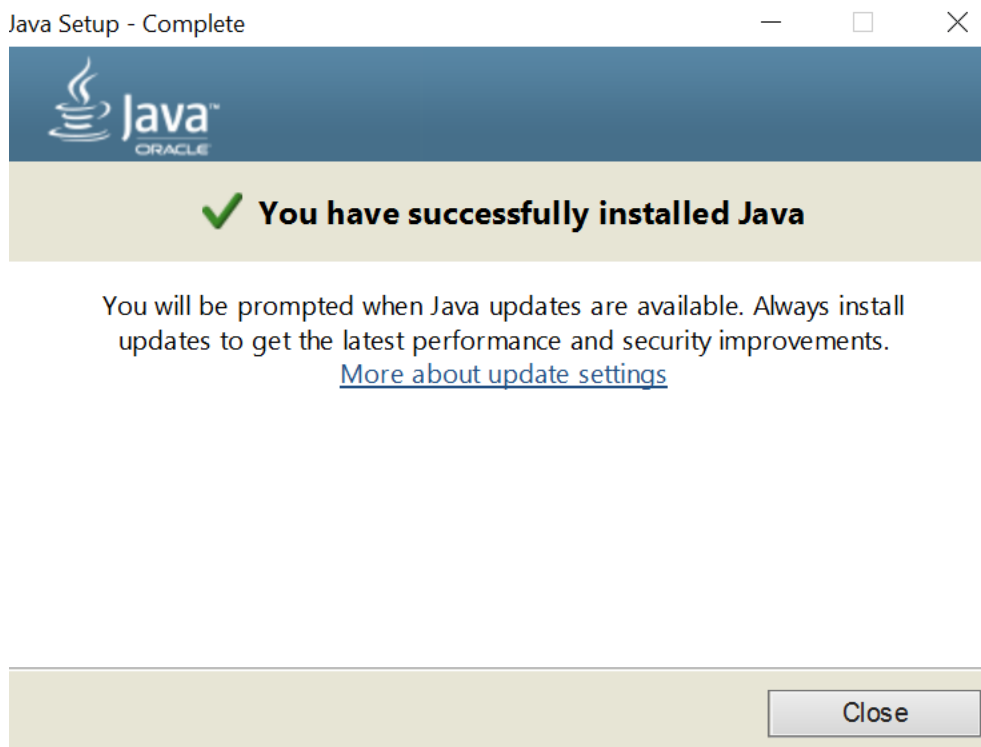 Java Setup - Complete
Java™
ORACLE
You have successfully installed Java
You will be prompted when Java updates are available. Always install
updates to get the latest performance and security improvements.
More about update settings
Close